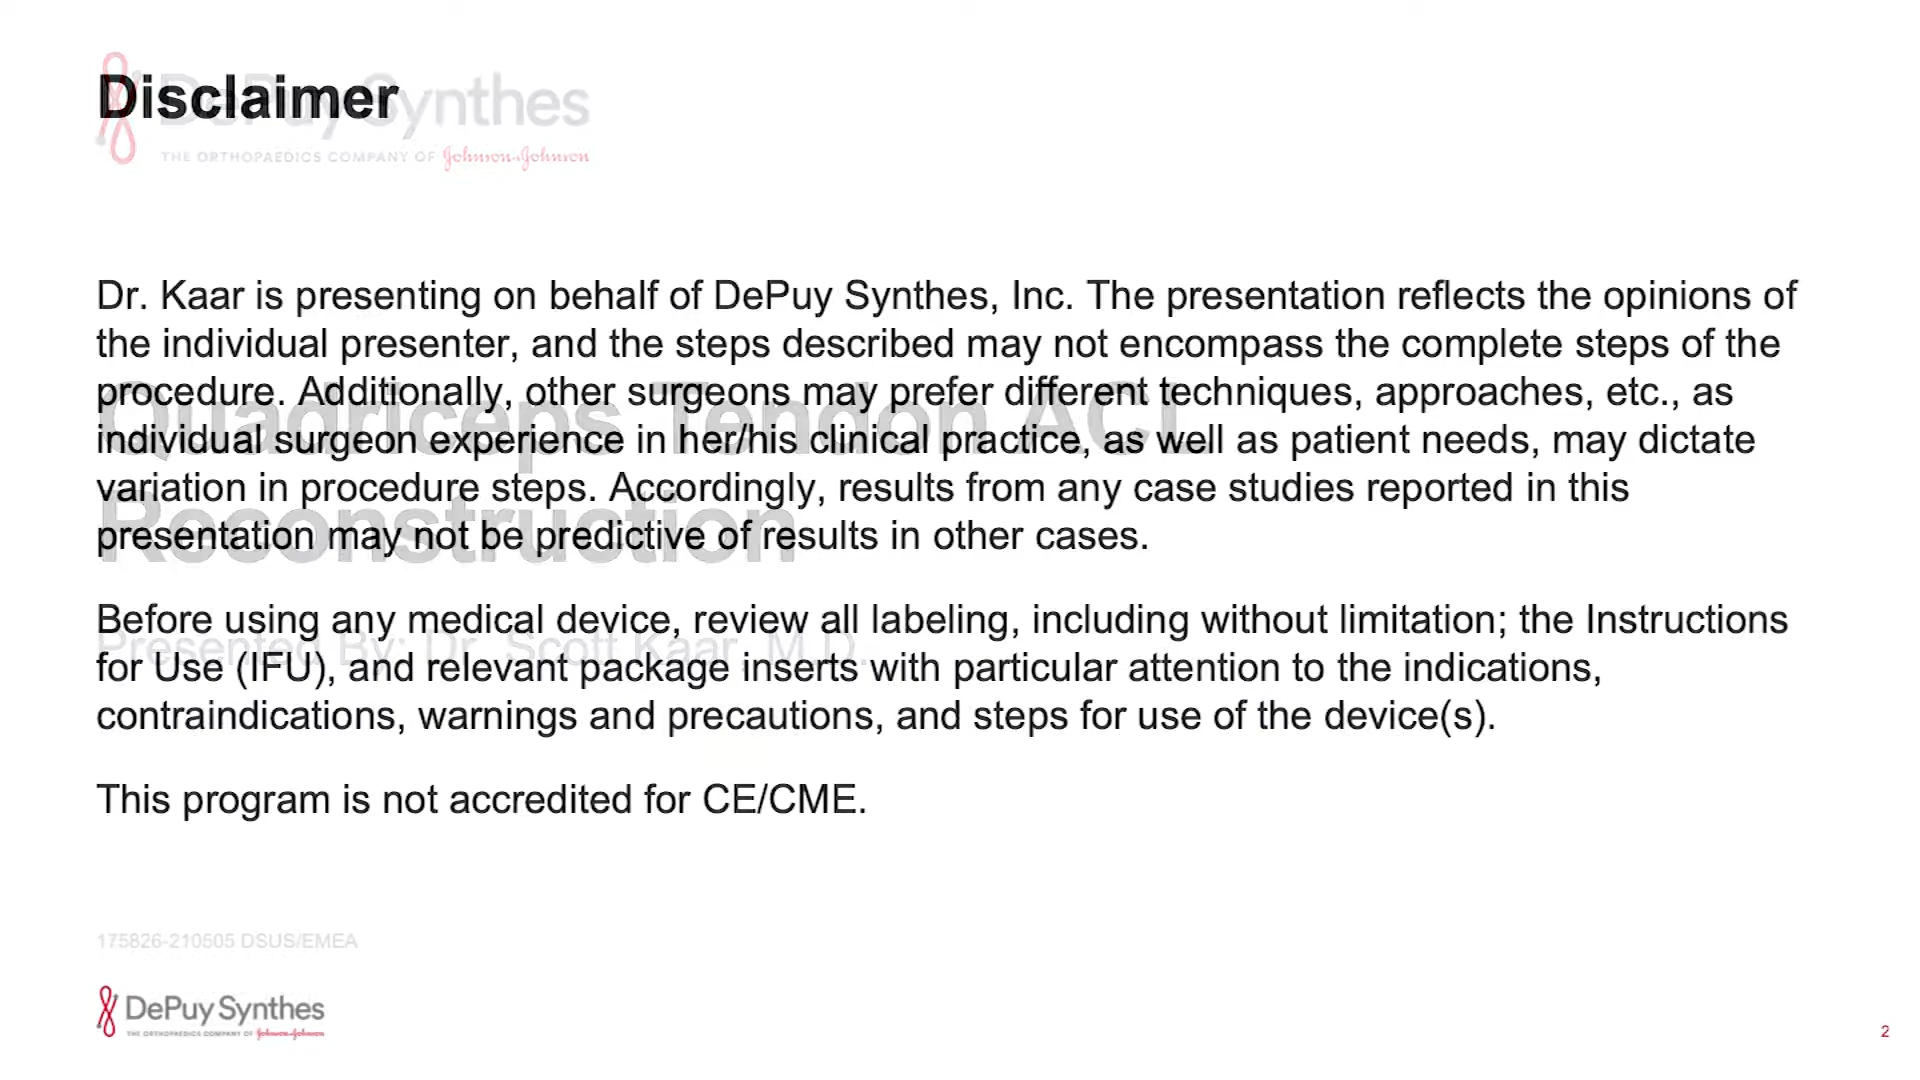 Disclaimer
DePuy Synthes
THE ORTHOPAEDICS COMPANY OF Johnson & Johnson
Dr. Kaar is presenting on behalf of DePuy Synthes, Inc. The presentation reflects the opinions of
the individual presenter, and the steps described may not encompass the complete steps of the
procedure. Additionally, other surgeons may prefer different techniques, approaches, etc., as
individual surgeon experience in her/his clinical practice, as well as patient needs, may dictate
variation in procedure steps. Accordingly, results from any case studies reported in this
presentation may not be predictive of results in other cases.
Quadriceps Tendon ACL
Reconstruction
Before using any medical device, review all labeling, including without limitation; the Instructions
for Use (IFU), and relevant package inserts with particular attention to the indications,
contraindications, warnings and precautions, and steps for use of the device(s).
Presented By: Dr. Scott Kaar, M.D.
This program is not accredited for CE/CME.
175826-210505 DSUS/EMEA
DePuy Synthes
THE ORTHOPAEDICS COMPANY OF Johnson & Johnson
2